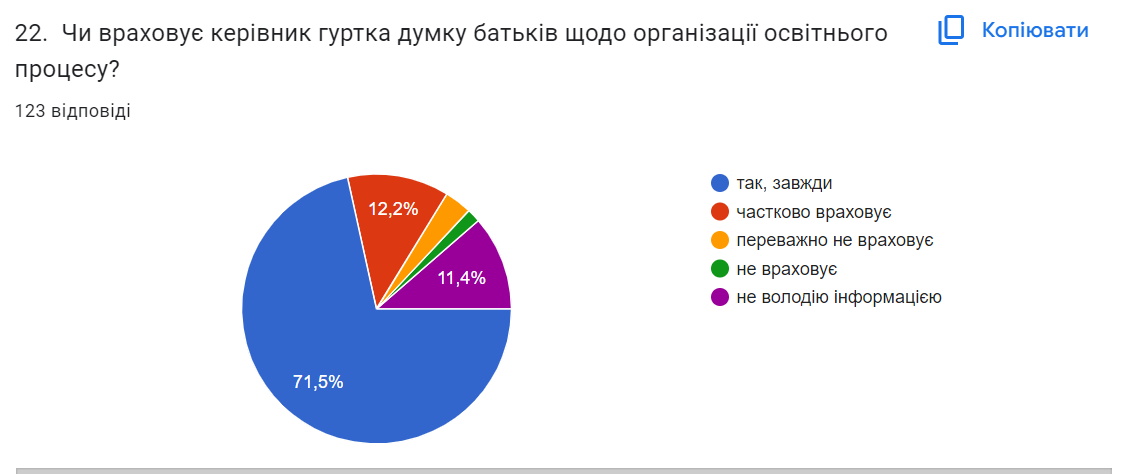 22. Чи враховує керівник гуртка думку батьків щодо організації освітнього
процесу?
Копіювати
123 відповіді
12,2%
11,4%
71,5%
так, завжди
частково враховує
переважно не враховує
не враховує
не володію інформацією